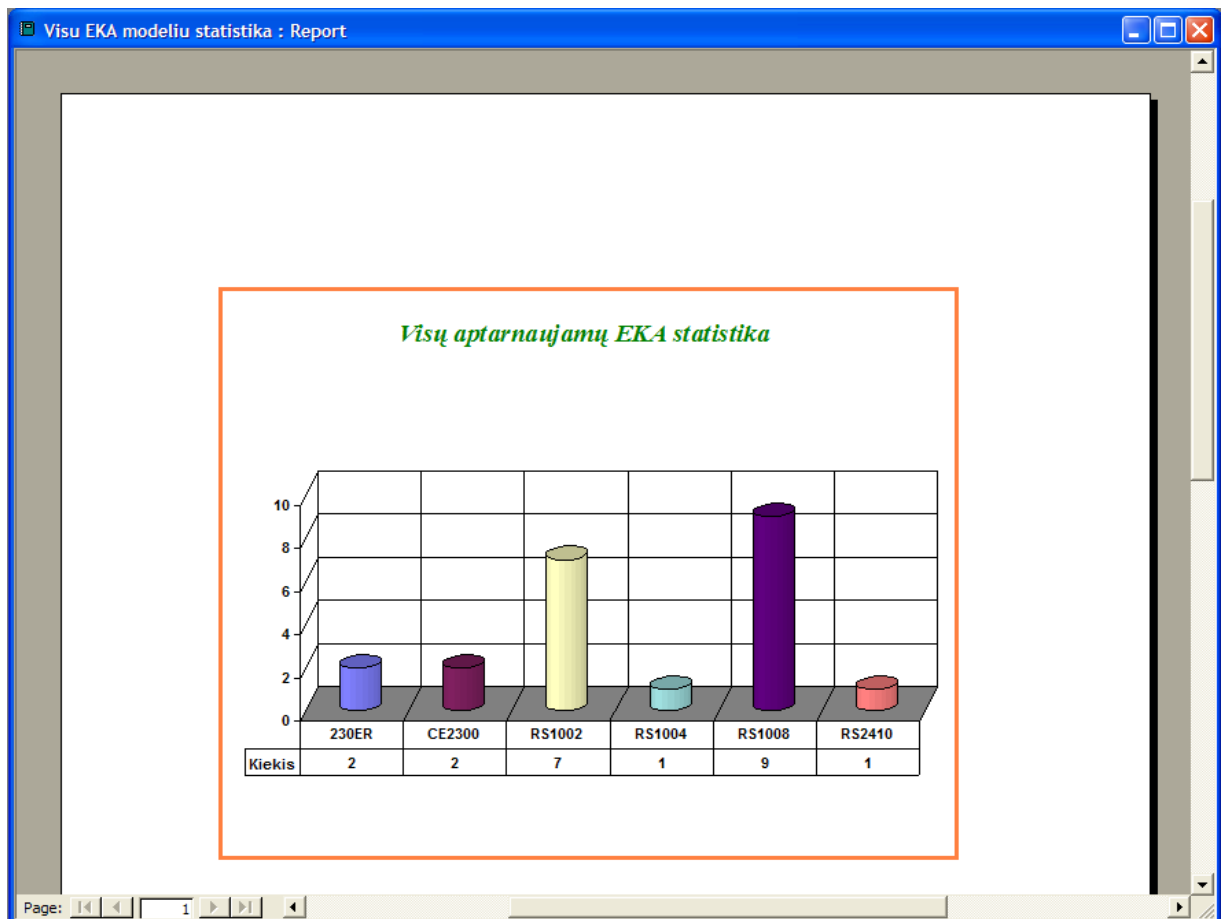 Visu EKA modeliu statistika : Report
Visų aptarnaujamų EKA statistika
10
8
6
4
2
0
230ER CE2300 RS1002 RS1004 RS1008 RS2410
Kiekis 2 2 7 1 9 1
Page: 1